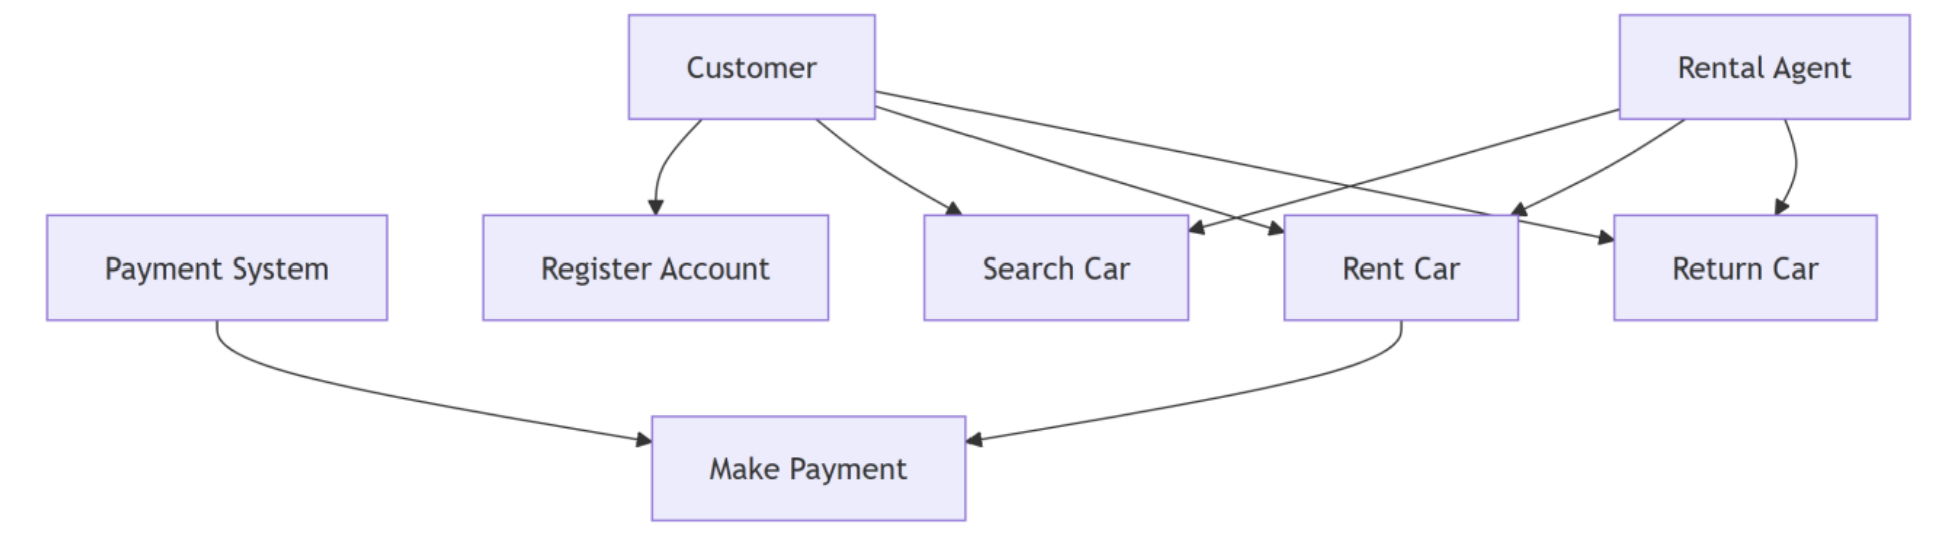 Customer
Rental Agent
Payment System
Register Account
Search Car
Rent Car
Return Car
Make Payment